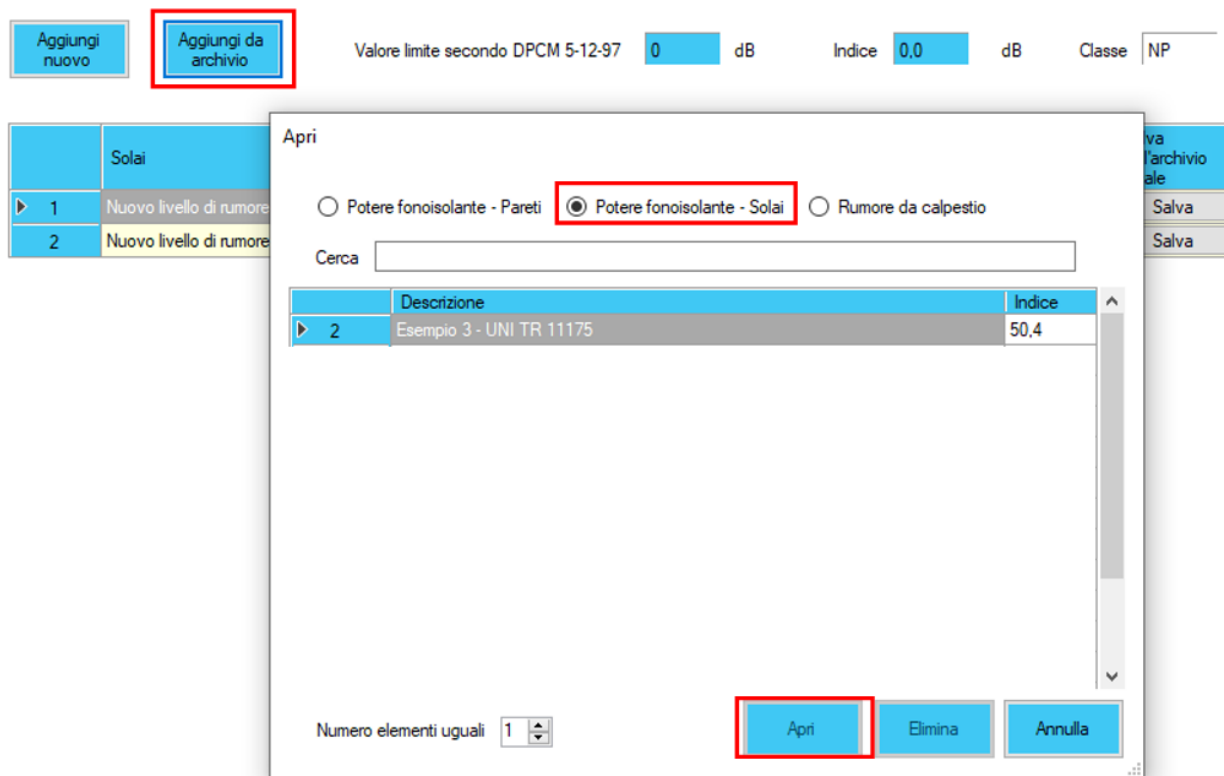 Aggiungi nuovo
Aggiungi da archivio
Valore limite secondo DPCM 5-12-97 0 dB Indice 0,0 dB Classe NP
Solai
1 Nuovo livello di rumore Salva
2 Nuovo livello di rumore Salva
Apri
Potere fonoisolante - Pareti Potere fonoisolante - Solai Rumore da calpestio
Cerca
Descrizione Indice
2 Esempio 3 - UNI TR 11175 50,4
Numero elementi uguali 1 Apri Elimina Annulla